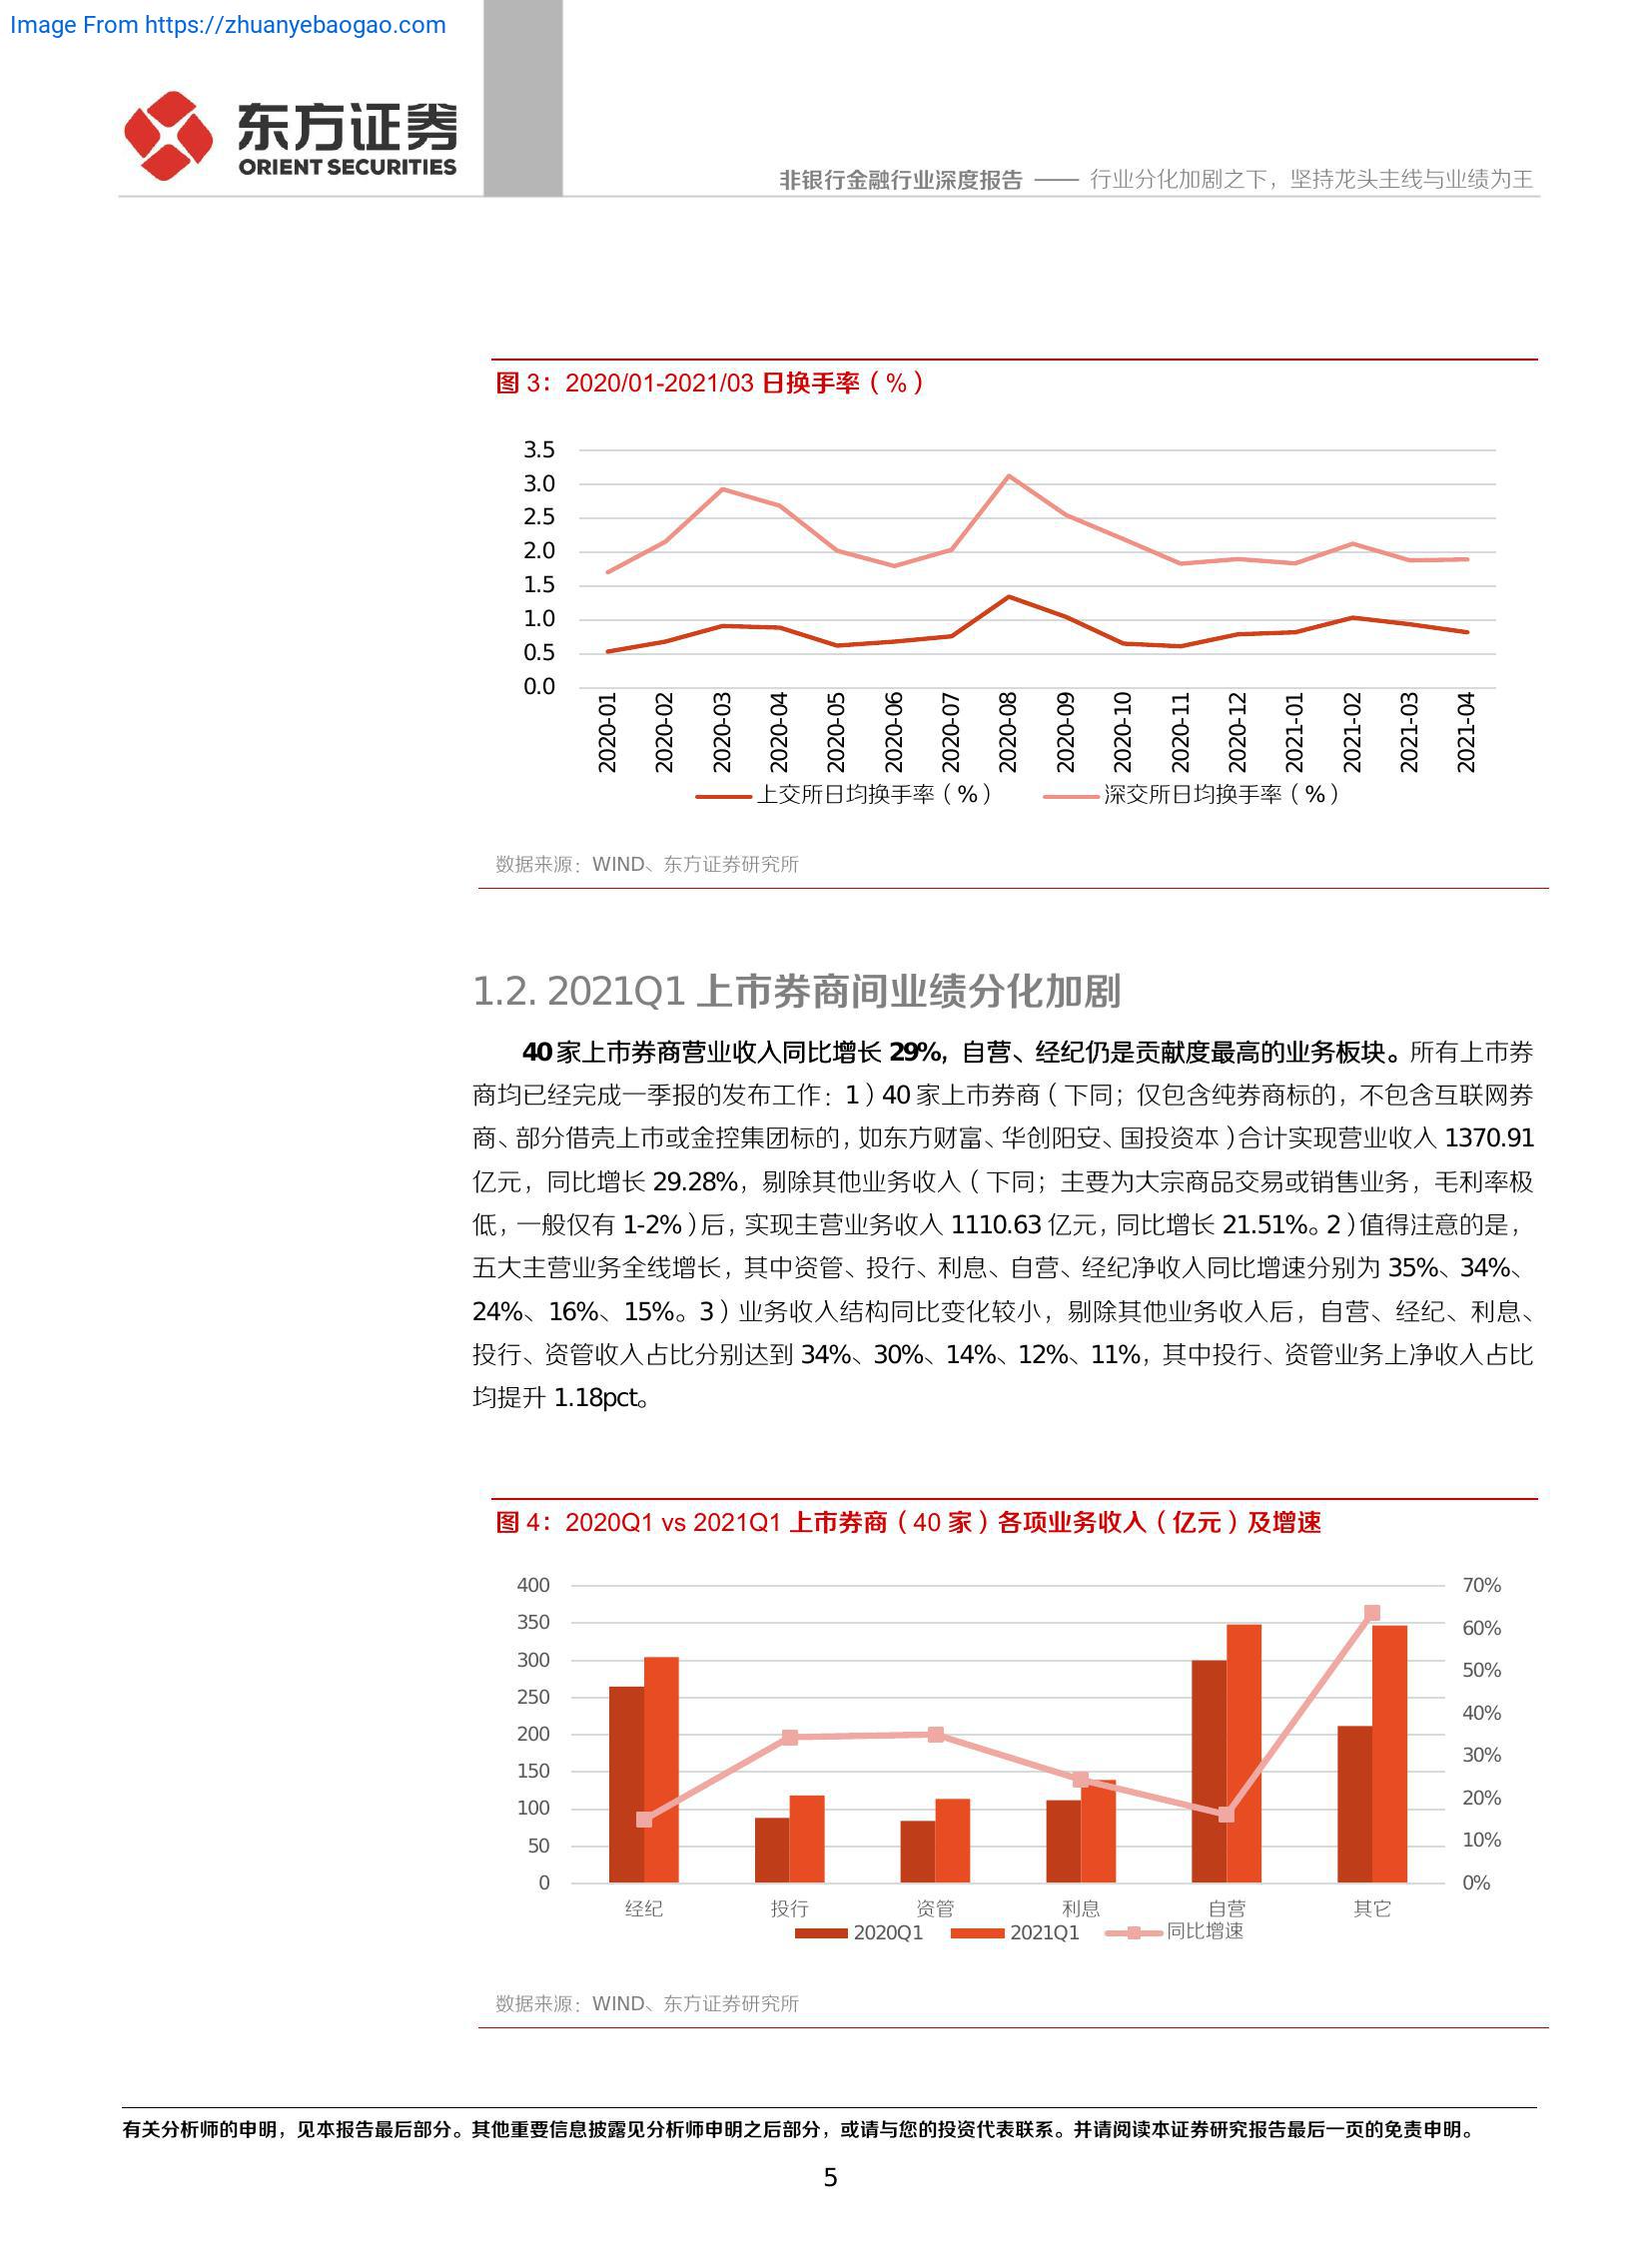 Image From https://zhuanyebaogao.com
东方证券
ORIENT SECURITIES
非银行金融行业深度报告 —— 行业分化加剧之下，坚持龙头主线与业绩为王
图 3：2020/01-2021/03 日换手率（%）
3.5
3.0
2.5
2.0
1.5
1.0
0.5
0.0
2020-01
2020-02
2020-03
2020-04
2020-05
2020-06
2020-07
2020-08
2020-09
2020-10
2020-11
2020-12
2021-01
2021-02
2021-03
2021-04
上交所日均换手率（%） 深交所日均换手率（%）
数据来源：WIND、东方证券研究所
1.2. 2021Q1 上市券商间业绩分化加剧
40 家上市券商营业收入同比增长 29%，自营、经纪仍是贡献度最高的业务板块。所有上市券
商均已经完成一季报的发布工作：1）40 家上市券商（下同；仅包含纯券商标的，不包含互联网券
商、部分借壳上市或金控集团标的，如东方财富、华创阳安、国投资本）合计实现营业收入 1370.91
亿元，同比增长 29.28%，剔除其他业务收入（下同；主要为大宗商品交易或销售业务，毛利率极
低，一般仅有 1-2%）后，实现主营业务收入 1110.63 亿元，同比增长 21.51%。2）值得注意的是，
五大主营业务全线增长，其中资管、投行、利息、自营、经纪净收入同比增速分别为 35%、34%、
24%、16%、15%。3）业务收入结构同比变化较小，剔除其他业务收入后，自营、经纪、利息、
投行、资管收入占比分别达到 34%、30%、14%、12%、11%，其中投行、资管业务上净收入占比
均提升 1.18pct。
图 4：2020Q1 vs 2021Q1 上市券商（40 家）各项业务收入（亿元）及增速
400 70%
350 60%
300 50%
250 40%
200 30%
150 20%
100 10%
50 0%
0
经纪 投行 资管 利息 自营 其它
2020Q1 2021Q1 同比增速
数据来源：WIND、东方证券研究所
有关分析师的申明，见本报告最后部分。其他重要信息披露见分析师申明之后部分，或请与您的投资代表联系。并请阅读本证券研究报告最后一页的免责申明。
5